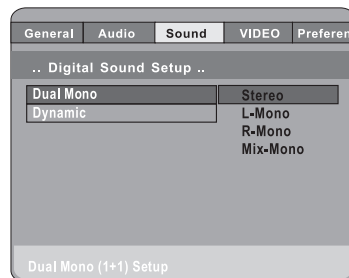 General Audio Sound VIDEO Preferen
.. Digital Sound Setup ..
Dual Mono Stereo
Dynamic L-Mono
R-Mono
Mix-Mono
Dual Mono (1+1) Setup